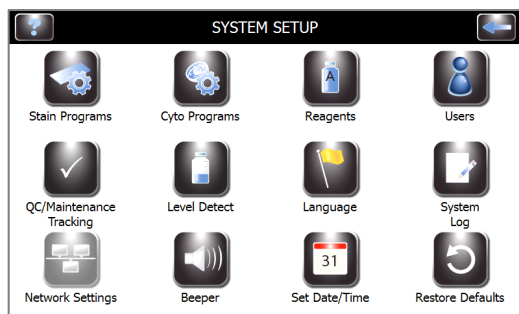 ?
SYSTEM SETUP
Stain Programs
Cyto Programs
A
Reagents
Users
QC/Maintenance
Tracking
Level Detect
Language
System
Log
Network Settings
Beeper
31
Set Date/Time
Restore Defaults